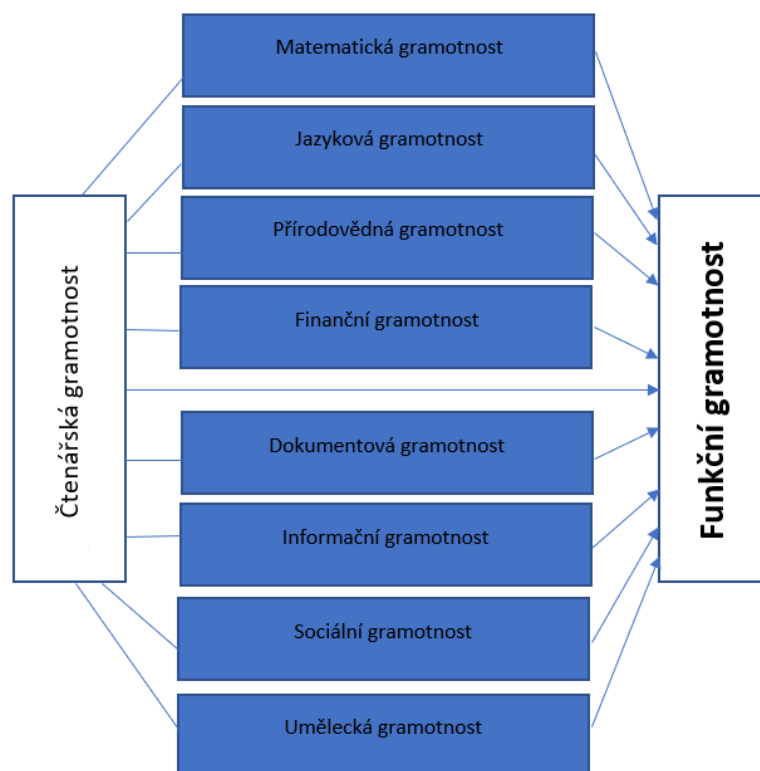 Matematická gramotnost
Jazyková gramotnost
Přírodovědná gramotnost
Finanční gramotnost
Čtenářská gramotnost
Funkční gramotnost
Dokumentová gramotnost
Informační gramotnost
Sociální gramotnost
Umělecká gramotnost